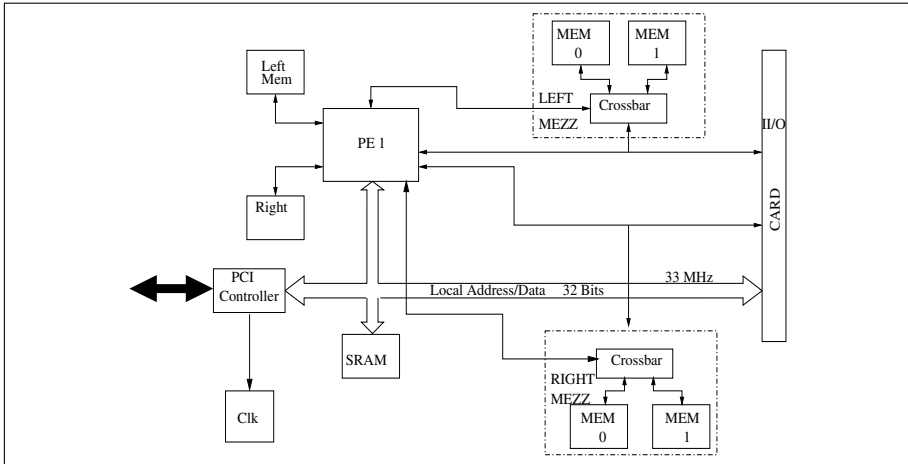 MEM
0
MEM
1
Left
Mem
LEFT
MEZZ
Crossbar
PE 1
II/O
CARD
Right
PCI
Controller
33 MHz
Local Address/Data 32 Bits
SRAM
Clk
Crossbar
RIGHT
MEZZ
MEM
0
MEM
1